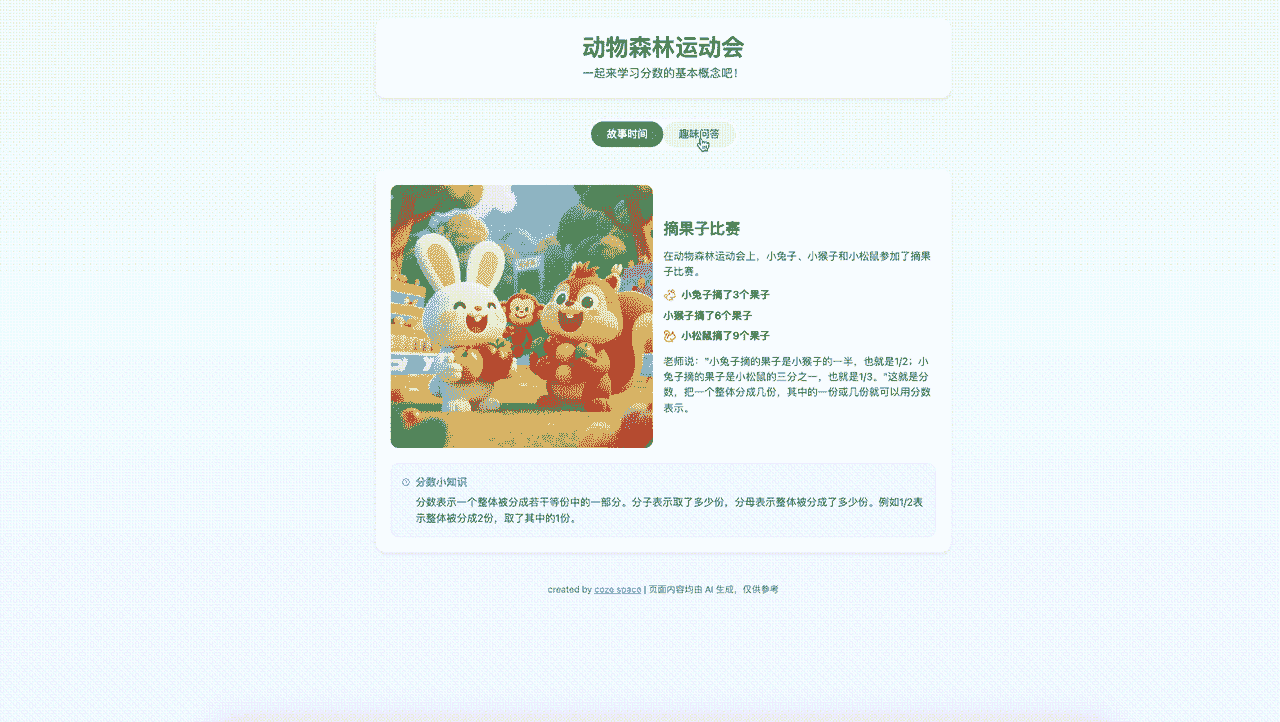 动物森林运动会
一起来学习分数的基本概念吧！
故事时间
趣味问答
摘果子比赛
在动物森林运动会上，小兔子、小猴子和小松鼠参加了摘果
子比赛。
小兔子摘了3个果子
小猴子摘了6个果子
小松鼠摘了9个果子
老师说："小兔子摘的果子是小猴子的一半，也就是1/2；小
兔子摘的果子是小松鼠的三分之一，也就是1/3。"这就是分
数，把一个整体分成几份，其中的一份或几份就可以用分数
表示。
分数小知识
分数表示一个整体被分成若干等份中的一部分。分子表示取了多少份，分母表示整体被分成了多少份。例如1/2表
示整体被分成2份，取了其中的1份。
created by coze space | 页面内容均由 AI 生成，仅供参考